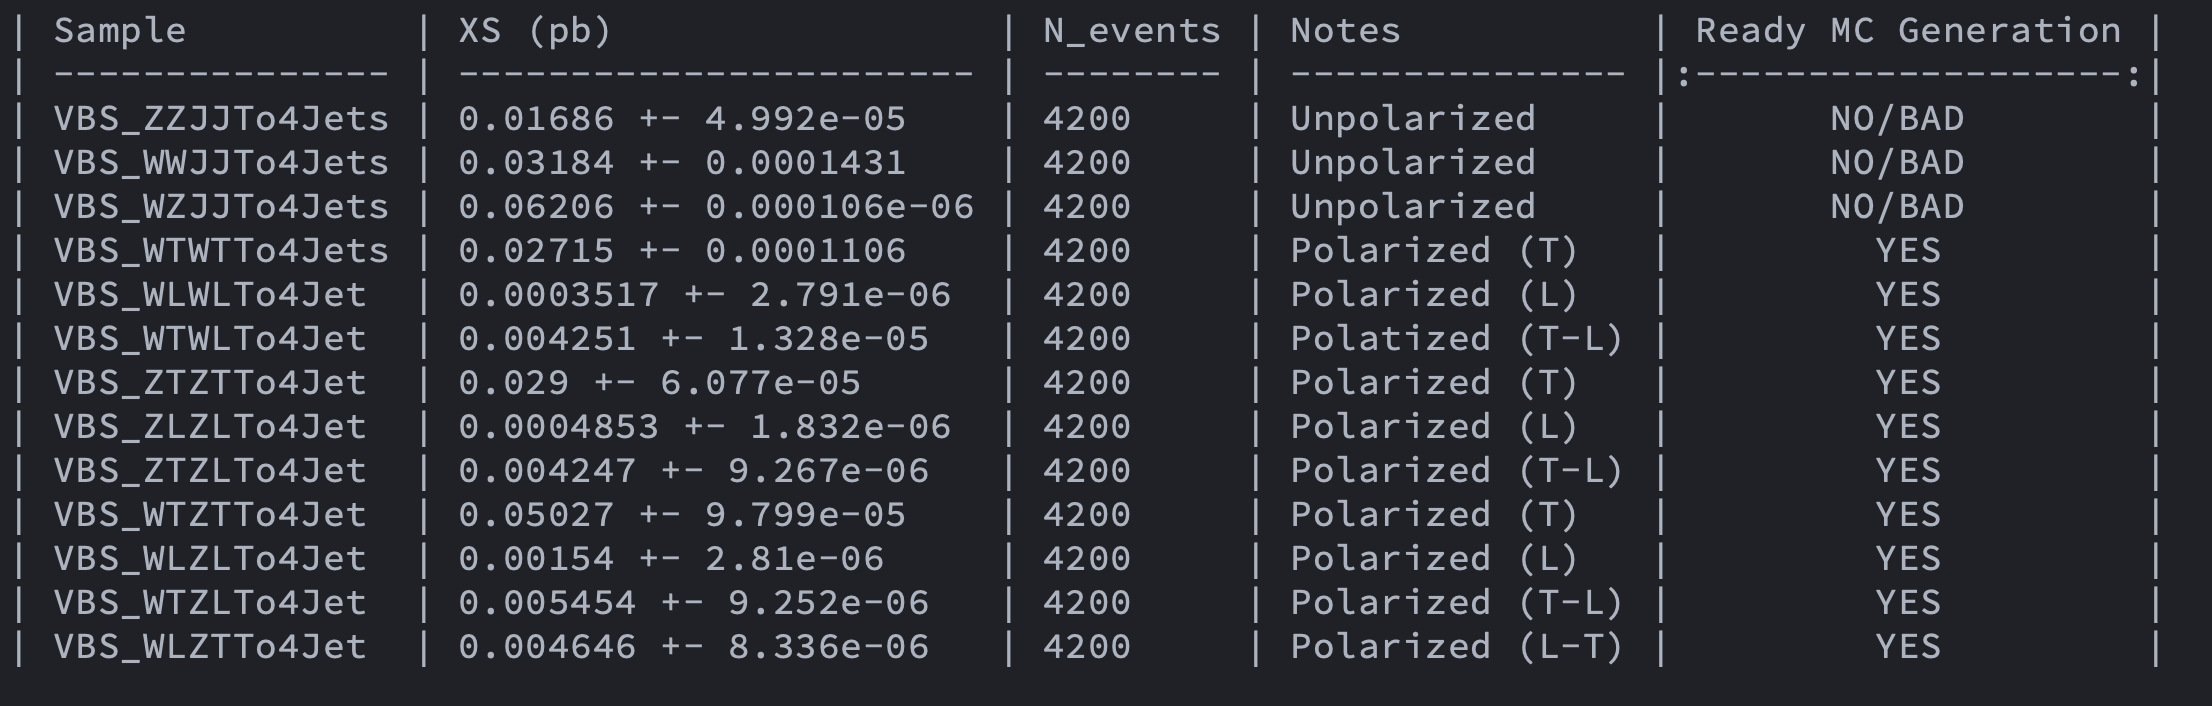 | Sample          | XS (pb)                 | N_events | Notes           | Ready MC Generation |
| --------------- | ----------------------- | -------- | --------------- |:-------------------:|
| VBS_ZZJJTo4Jets | 0.01686 +- 4.992e-05    | 4200     | Unpolarized     |       NO/BAD        |
| VBS_WWJJTo4Jets | 0.03184 +- 0.0001431    | 4200     | Unpolarized     |       NO/BAD        |
| VBS_WZJJTo4Jets | 0.06206 +- 0.000106e-06 | 4200     | Unpolarized     |       NO/BAD        |
| VBS_WTWTTo4Jets | 0.02715 +- 0.0001106    | 4200     | Polarized (T)   |         YES         |
| VBS_WLWLTo4Jet  | 0.0003517 +- 2.791e-06  | 4200     | Polarized (L)   |         YES         |
| VBS_WTWLTo4Jet  | 0.004251 +- 1.328e-05   | 4200     | Polatized (T-L) |         YES         |
| VBS_ZTZTTo4Jet  | 0.029 +- 6.077e-05      | 4200     | Polarized (T)   |         YES         |
| VBS_ZLZLTo4Jet  | 0.0004853 +- 1.832e-06  | 4200     | Polarized (L)   |         YES         |
| VBS_ZTZLTo4Jet  | 0.004247 +- 9.267e-06   | 4200     | Polarized (T-L) |         YES         |
| VBS_WTZTTo4Jet  | 0.05027 +- 9.799e-05    | 4200     | Polarized (T)   |         YES         |
| VBS_WLZLTo4Jet  | 0.00154 +- 2.81e-06     | 4200     | Polarized (L)   |         YES         |
| VBS_WTZLTo4Jet  | 0.005454 +- 9.252e-06   | 4200     | Polarized (T-L) |         YES         |
| VBS_WLZTTo4Jet  | 0.004646 +- 8.336e-06   | 4200     | Polarized (L-T) |         YES         |